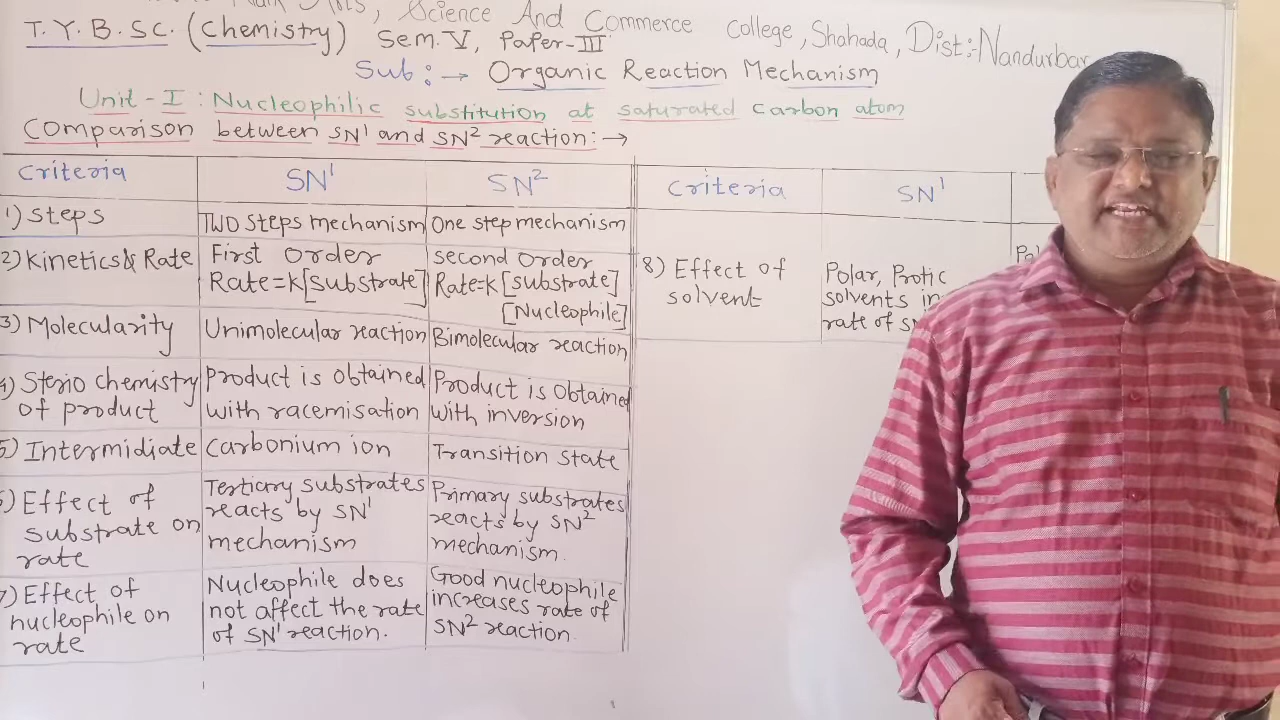 Arts, Science And Commerce College, Shahada, Dist:-Nandurbar
T.Y.B.SC. (Chemistry) Sem.V, Paper-III
Sub:→ Organic Reaction Mechanism
Unit-I: Nucleophilic substitution at saturated carbon atom
Comparison between SN¹ and SN² reaction:→
Criteria
SN¹
SN²
1) Steps
Two steps mechanism
One step mechanism
2) Kinetics & Rate
First order
Rate=k[substrate]
second order
Rate=k[substrate]
[Nucleophile]
3) Molecularity
Unimolecular reaction
Bimolecular reaction
4) Sterio chemistry
of product
Product is obtained
with racemisation
Product is obtained
with inversion
5) Intermidiate
Carbonium ion
Transition state
6) Effect of
substrate on
rate
Tertiary substrates
reacts by SN¹
mechanism
Primary substrates
reacts by SN²
mechanism.
7) Effect of
nucleophile on
rate
Nucleophile does
not affect the rate
of SN¹ reaction.
Good nucleophile
increases rate of
SN² reaction.
Criteria
SN¹
8) Effect of
solvent
Polar, Protic
solvents in
rate of SN
Po